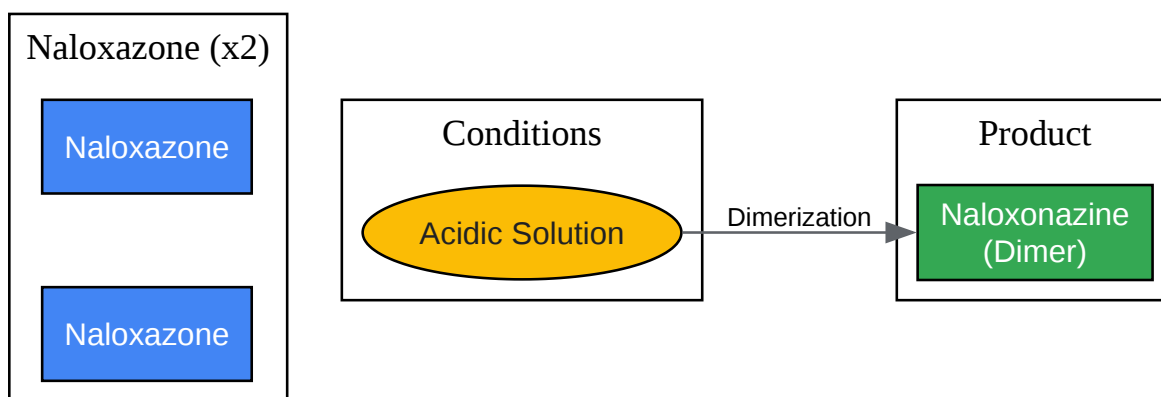 Naloxazone (x2)
Naloxazone
Naloxazone
Conditions
Acidic Solution
Dimerization
Product
Naloxonazine
(Dimer)